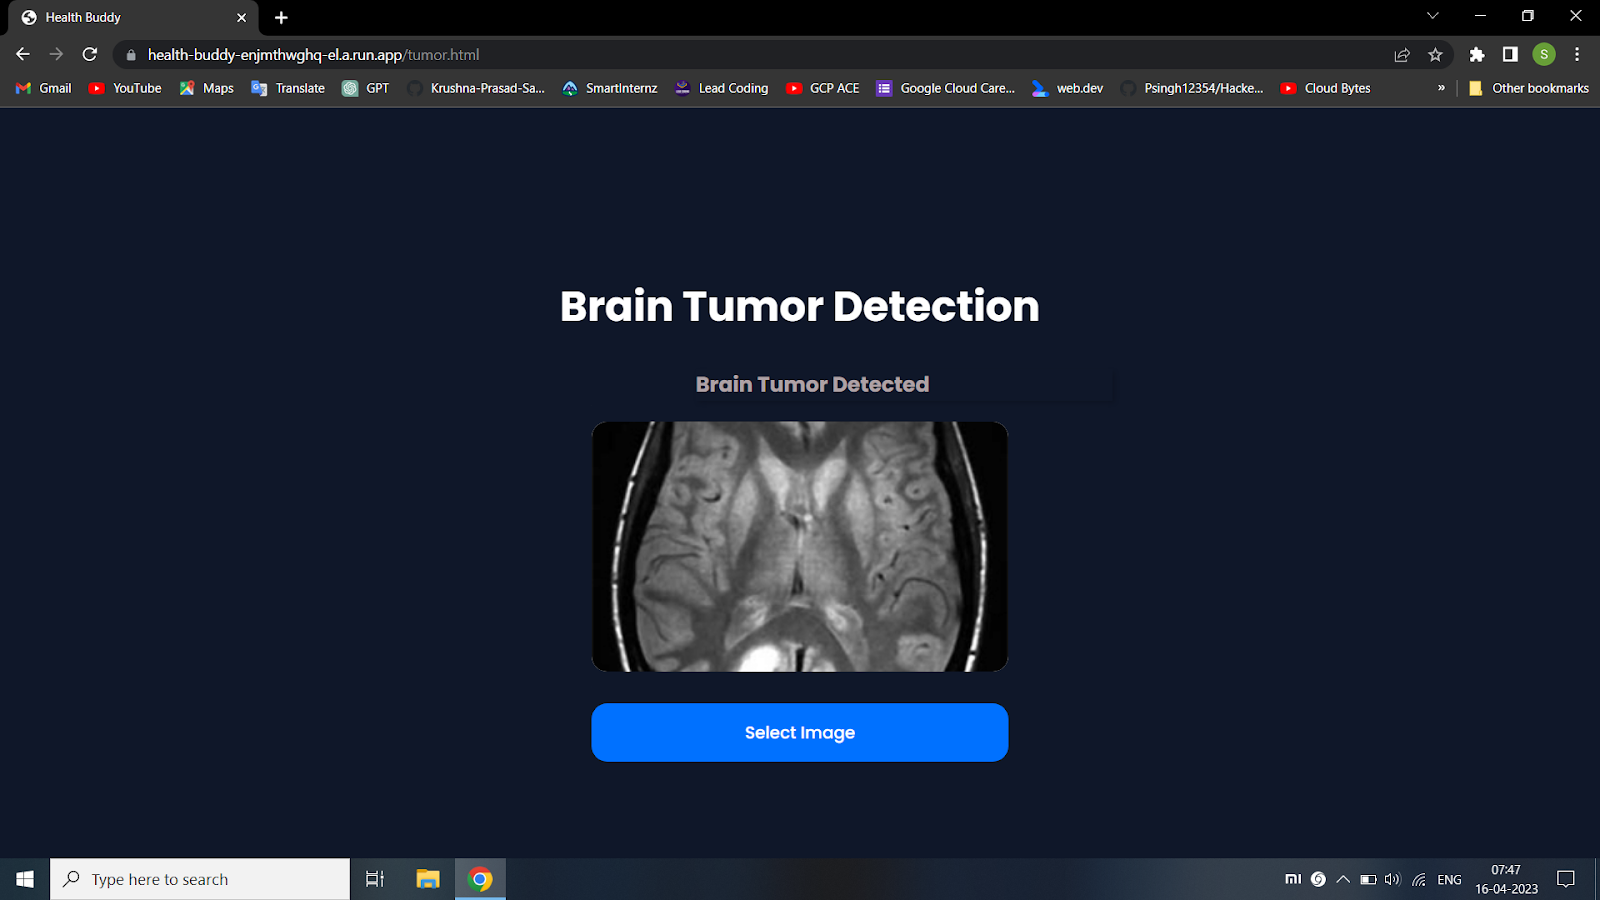 Health Buddy
health-buddy-enjmthwghq-el.a.run.app/tumor.html
S
Gmail YouTube Maps Translate GPT Krushna-Prasad-Sa... SmartInternz Lead Coding GCP ACE Google Cloud Care... web.dev Psingh12354/Hacke... Cloud Bytes » Other bookmarks
Brain Tumor Detection
Brain Tumor Detected
Select Image
Type here to search
mi
ENG
07:47
16-04-2023